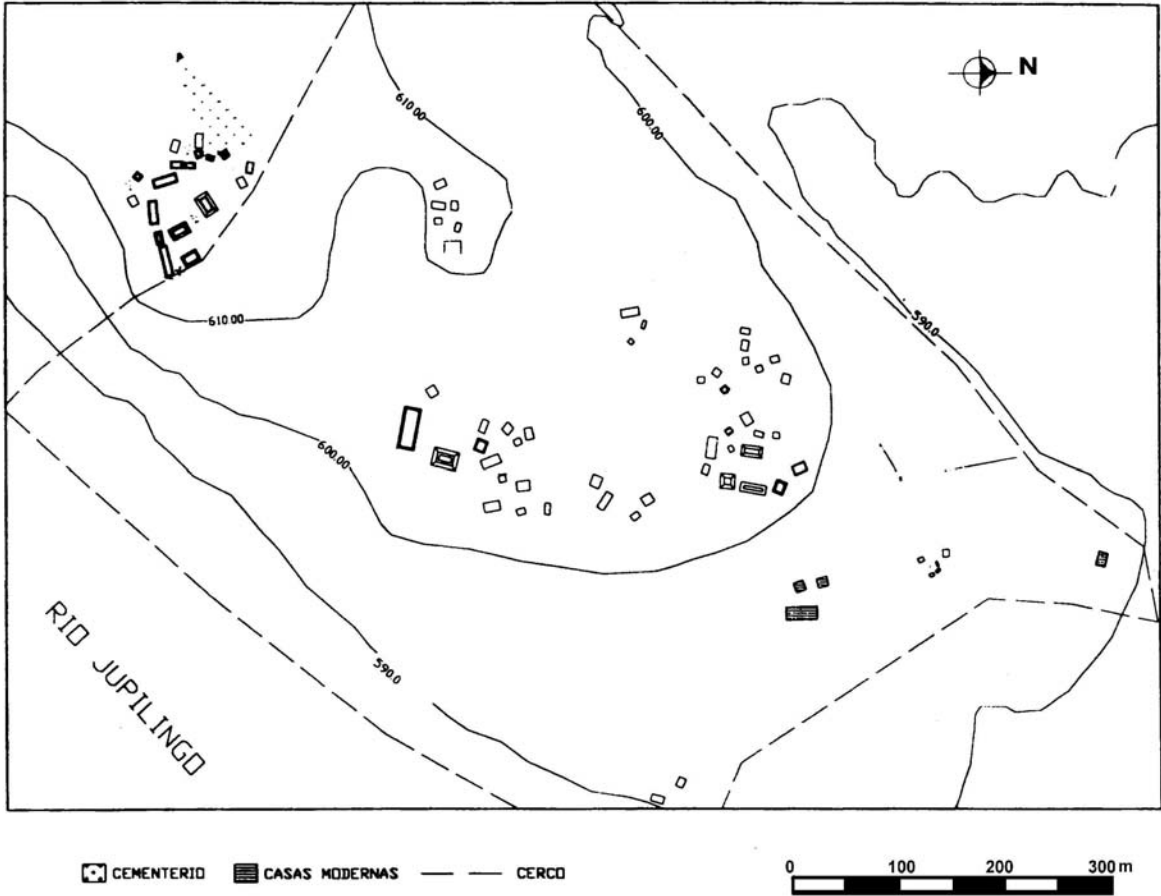 N
610.00
600.00
590.0
610.00
600.00
590.0
RIO JUPILINGO
CEMENTERIO
CASAS MODERNAS
CERCO
0 100 200 300 m